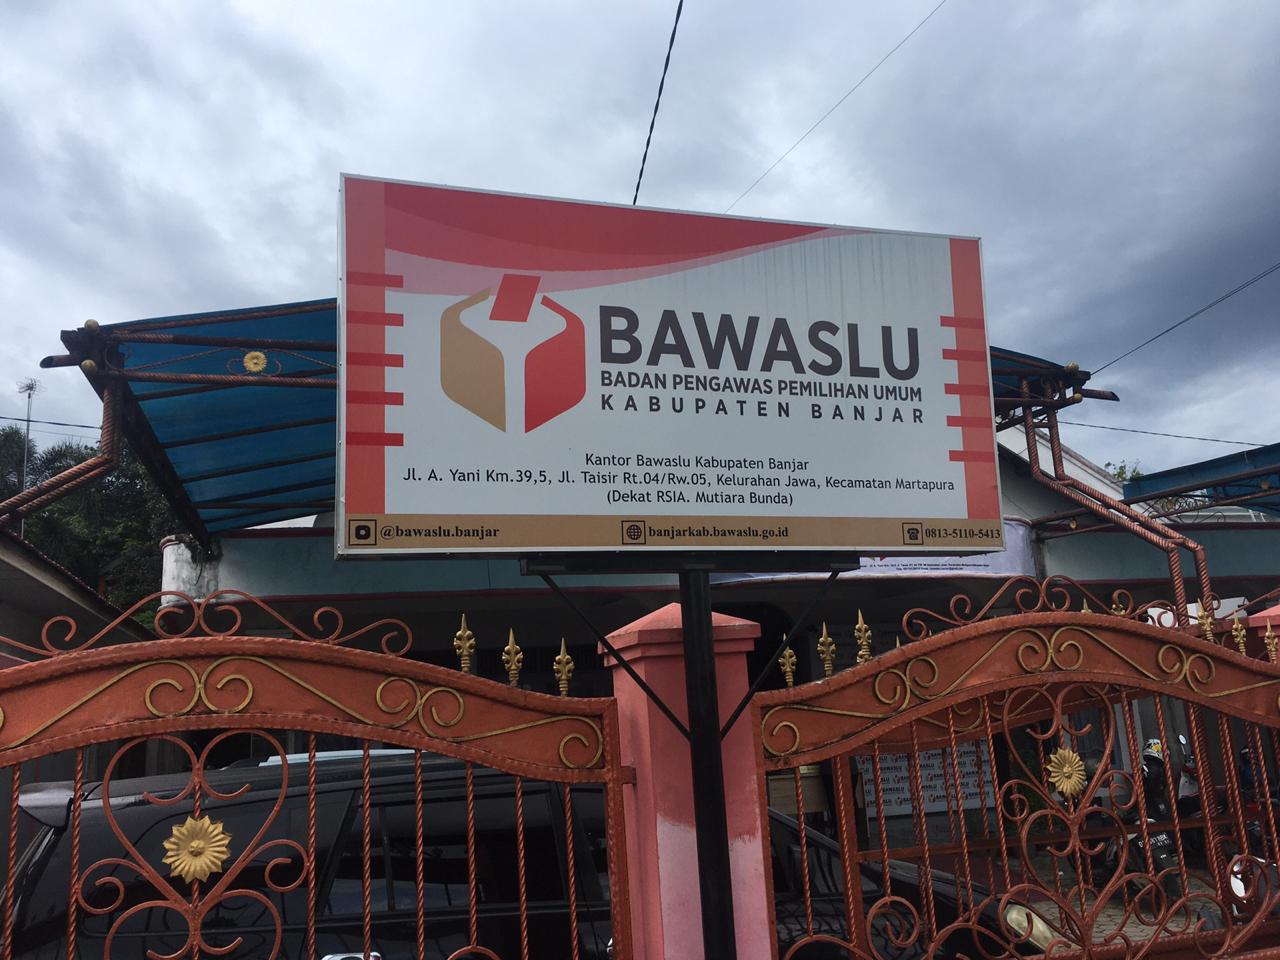 BAWASLU
BADAN PENGAWAS PEMILIHAN UMUM
KABUPATEN BANJAR
Kantor Bawaslu Kabupaten Banjar
Jl. A. Yani Km.39,5, Jl. Taisir Rt.04/Rw.05, Kelurahan Jawa, Kecamatan Martapura
(Dekat RSIA. Mutiara Bunda)
@bawaslu.banjar
banjarkab.bawaslu.go.id
0813-5110-5413